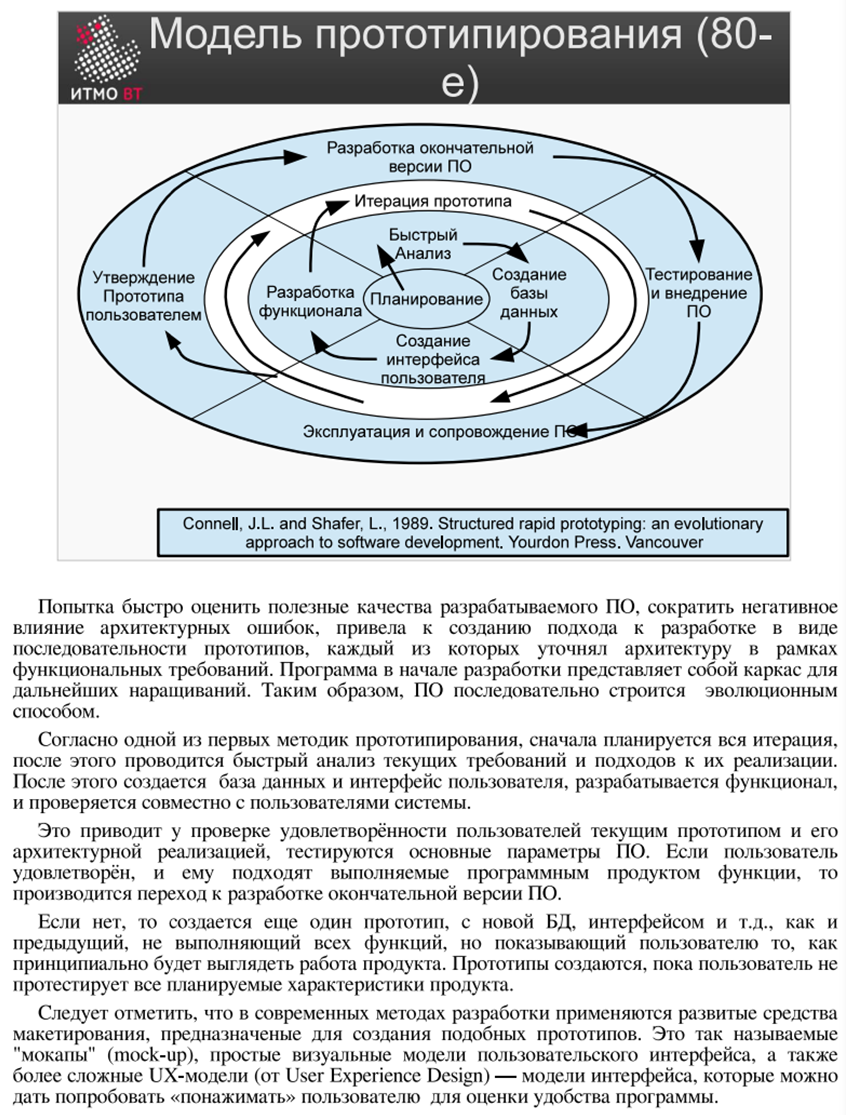 Модель прототипирования (80-
е)
ИТМО ВТ
Разработка окончательной
версии ПО
Итерация прототипа
Быстрый
Анализ
Утверждение
Прототипа
пользователем
Разработка
функционала
Планирование
Создание
базы
данных
Тестирование
и внедрение
ПО
Создание
интерфейса
пользователя
Эксплуатация и сопровождение ПО
Connell, J.L. and Shafer, L., 1989. Structured rapid prototyping: an evolutionary
approach to software development. Yourdon Press. Vancouver
Попытка быстро оценить полезные качества разрабатываемого ПО, сократить негативное
влияние архитектурных ошибок, привела к созданию подхода к разработке в виде
последовательности прототипов, каждый из которых уточнял архитектуру в рамках
функциональных требований. Программа в начале разработки представляет собой каркас для
дальнейших наращиваний. Таким образом, ПО последовательно строится эволюционным
способом.
Согласно одной из первых методик прототипирования, сначала планируется вся итерация,
после этого проводится быстрый анализ текущих требований и подходов к их реализации.
После этого создается база данных и интерфейс пользователя, разрабатывается функционал,
и проверяется совместно с пользователями системы.
Это приводит у проверке удовлетворённости пользователей текущим прототипом и его
архитектурной реализацией, тестируются основные параметры ПО. Если пользователь
удовлетворён, и ему подходят выполняемые программным продуктом функции, то
производится переход к разработке окончательной версии ПО.
Если нет, то создается еще один прототип, с новой БД, интерфейсом и т.д., как и
предыдущий, не выполняющий всех функций, но показывающий пользователю то, как
принципиально будет выглядеть работа продукта. Прототипы создаются, пока пользователь не
протестирует все планируемые характеристики продукта.
Следует отметить, что в современных методах разработки применяются развитые средства
макетирования, предназначеные для создания подобных прототипов. Это так называемые
"мокапы" (mock-up), простые визуальные модели пользовательского интерфейса, а также
более сложные UX-модели (от User Experience Design) — модели интерфейса, которые можно
дать попробовать «понажимать» пользователю для оценки удобства программы.